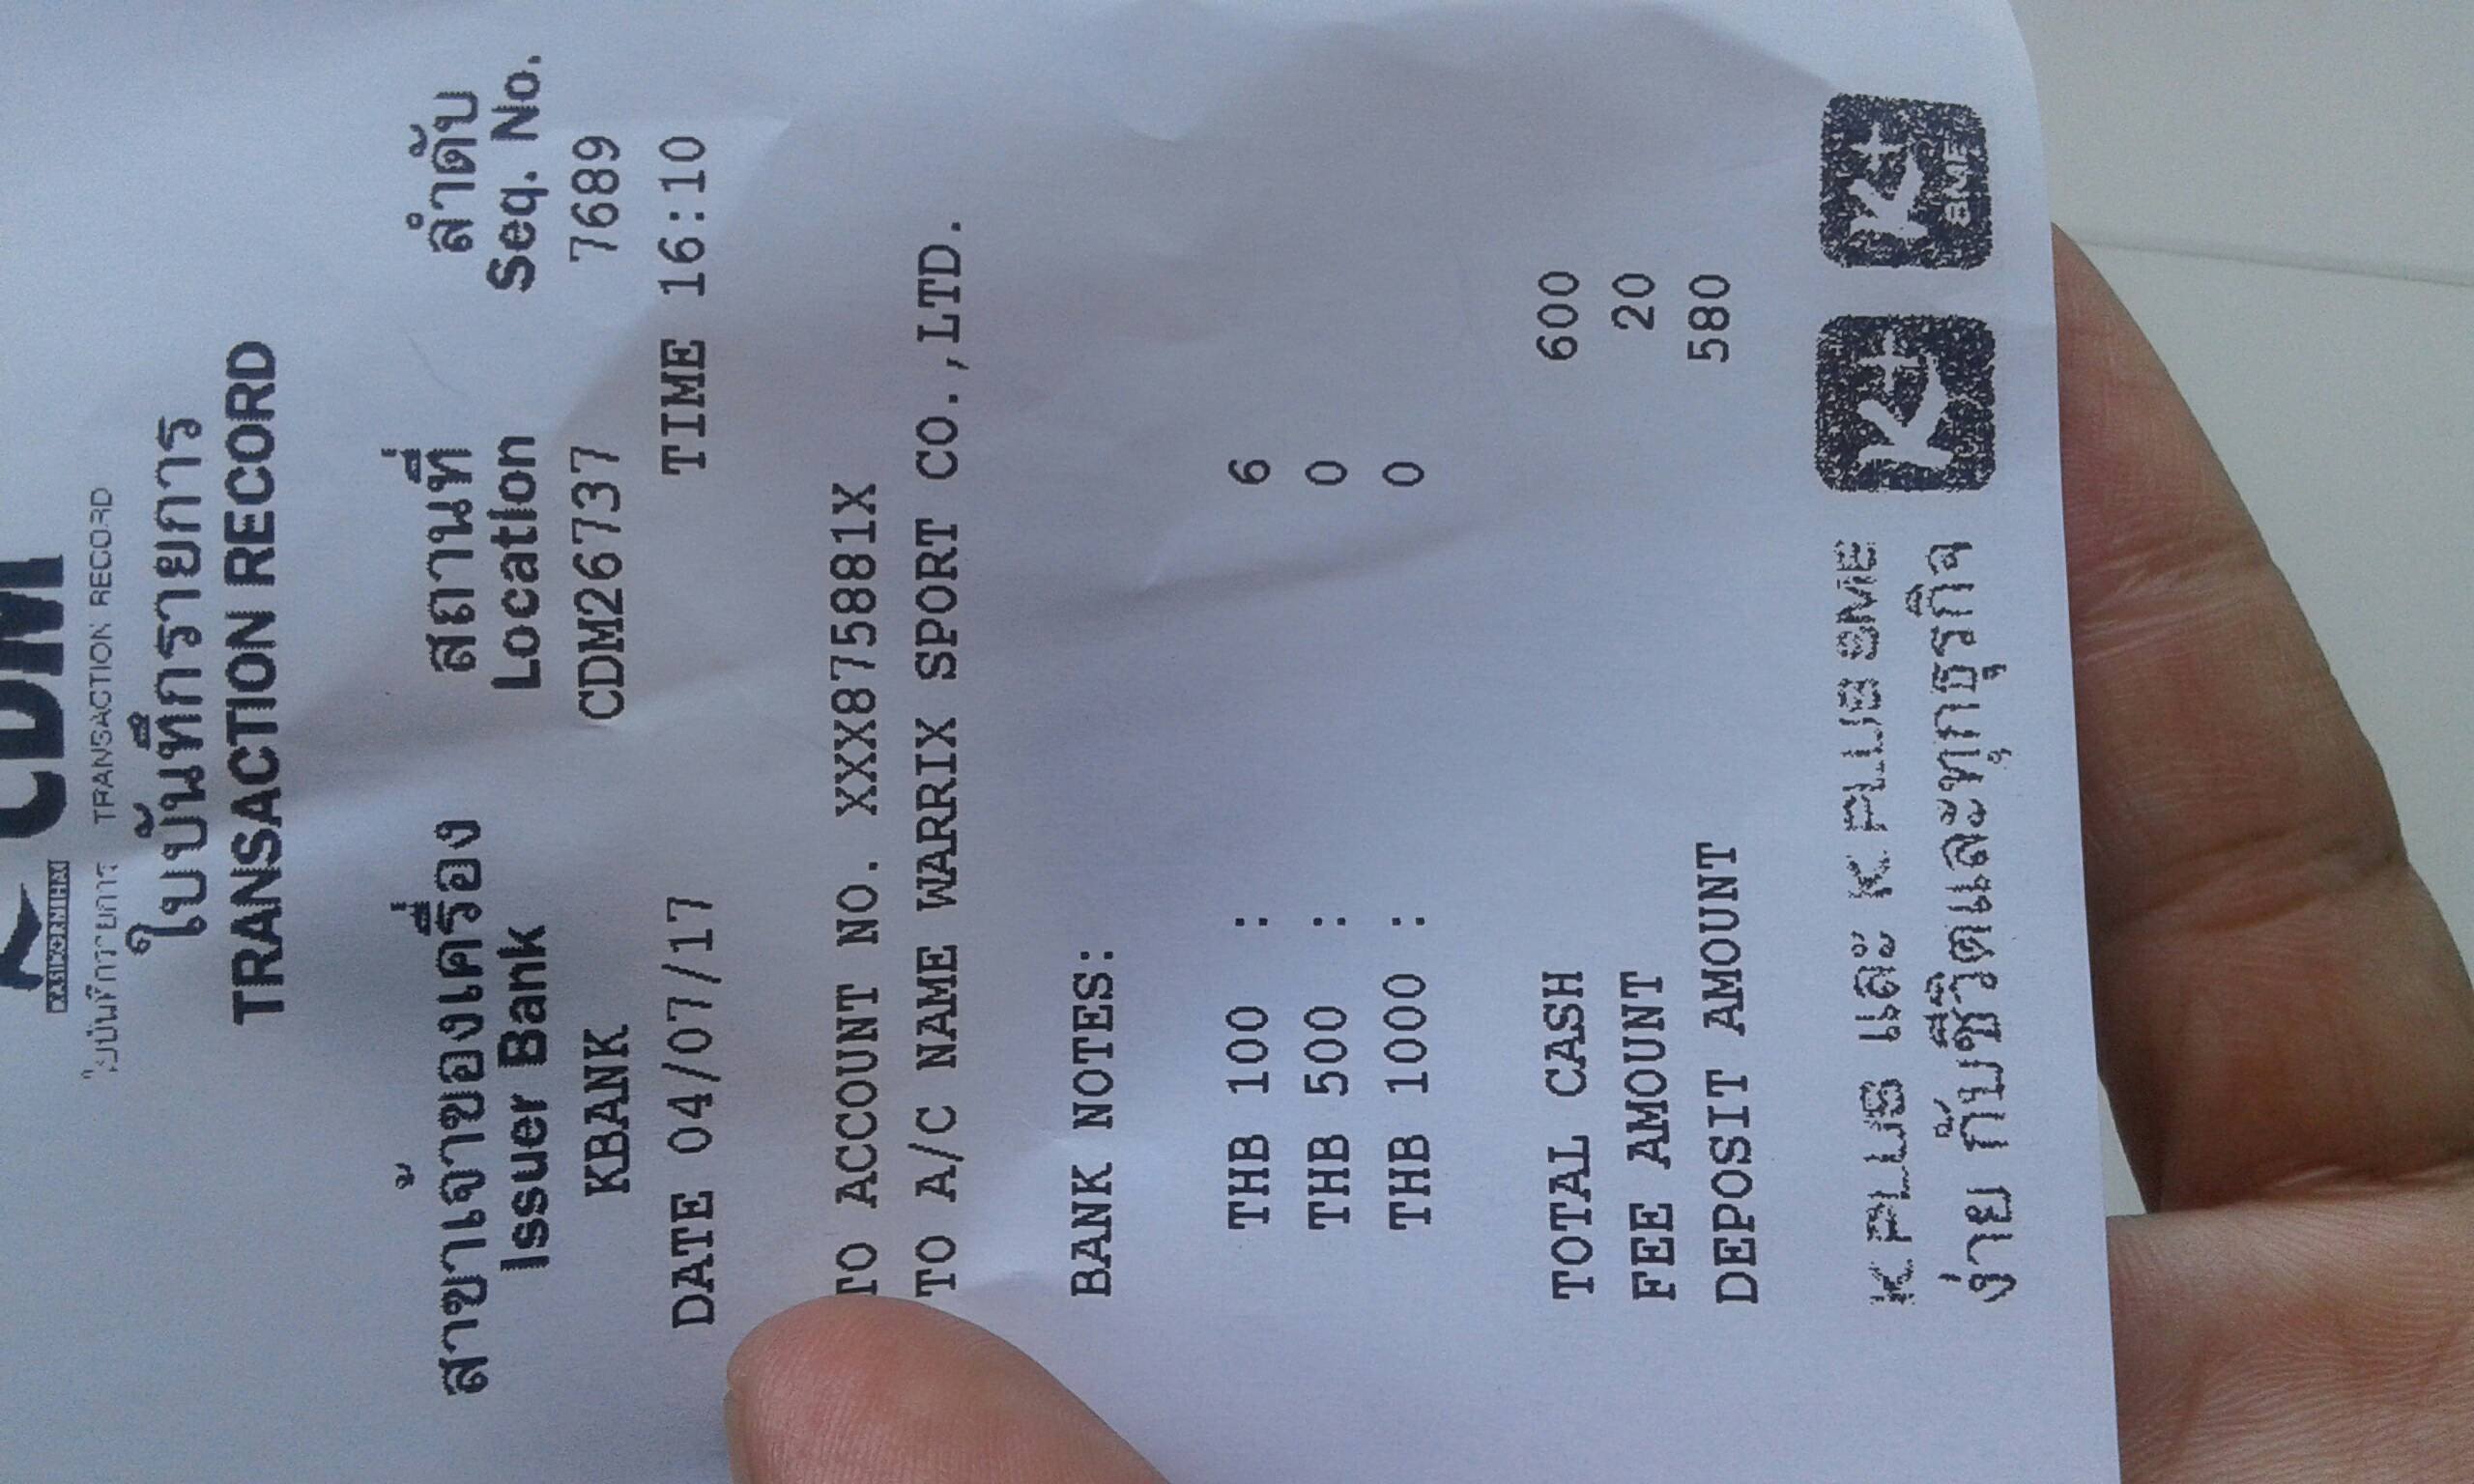 CDM
KASIKORNTHAI
ใบบันทึกรายการ TRANSACTION RECORD
ใบบันทึกรายการ
TRANSACTION RECORD
สาขาเจ้าของเครื่อง สถานที่ ลำดับ
Issuer Bank Location Seq. No.
KBANK CDM26737 7689
DATE 04/07/17 TIME 16:10
TO ACCOUNT NO. XXX875881X
TO A/C NAME WARRIX SPORT CO.,LTD.
BANK NOTES:
THB 100 : 6
THB 500 : 0
THB 1000 : 0
TOTAL CASH 600
FEE AMOUNT 20
DEPOSIT AMOUNT 580
K PLUS และ K PLUS SME
ง่าย กับชีวิตและทุกธุรกิจ
K+
K+
SME